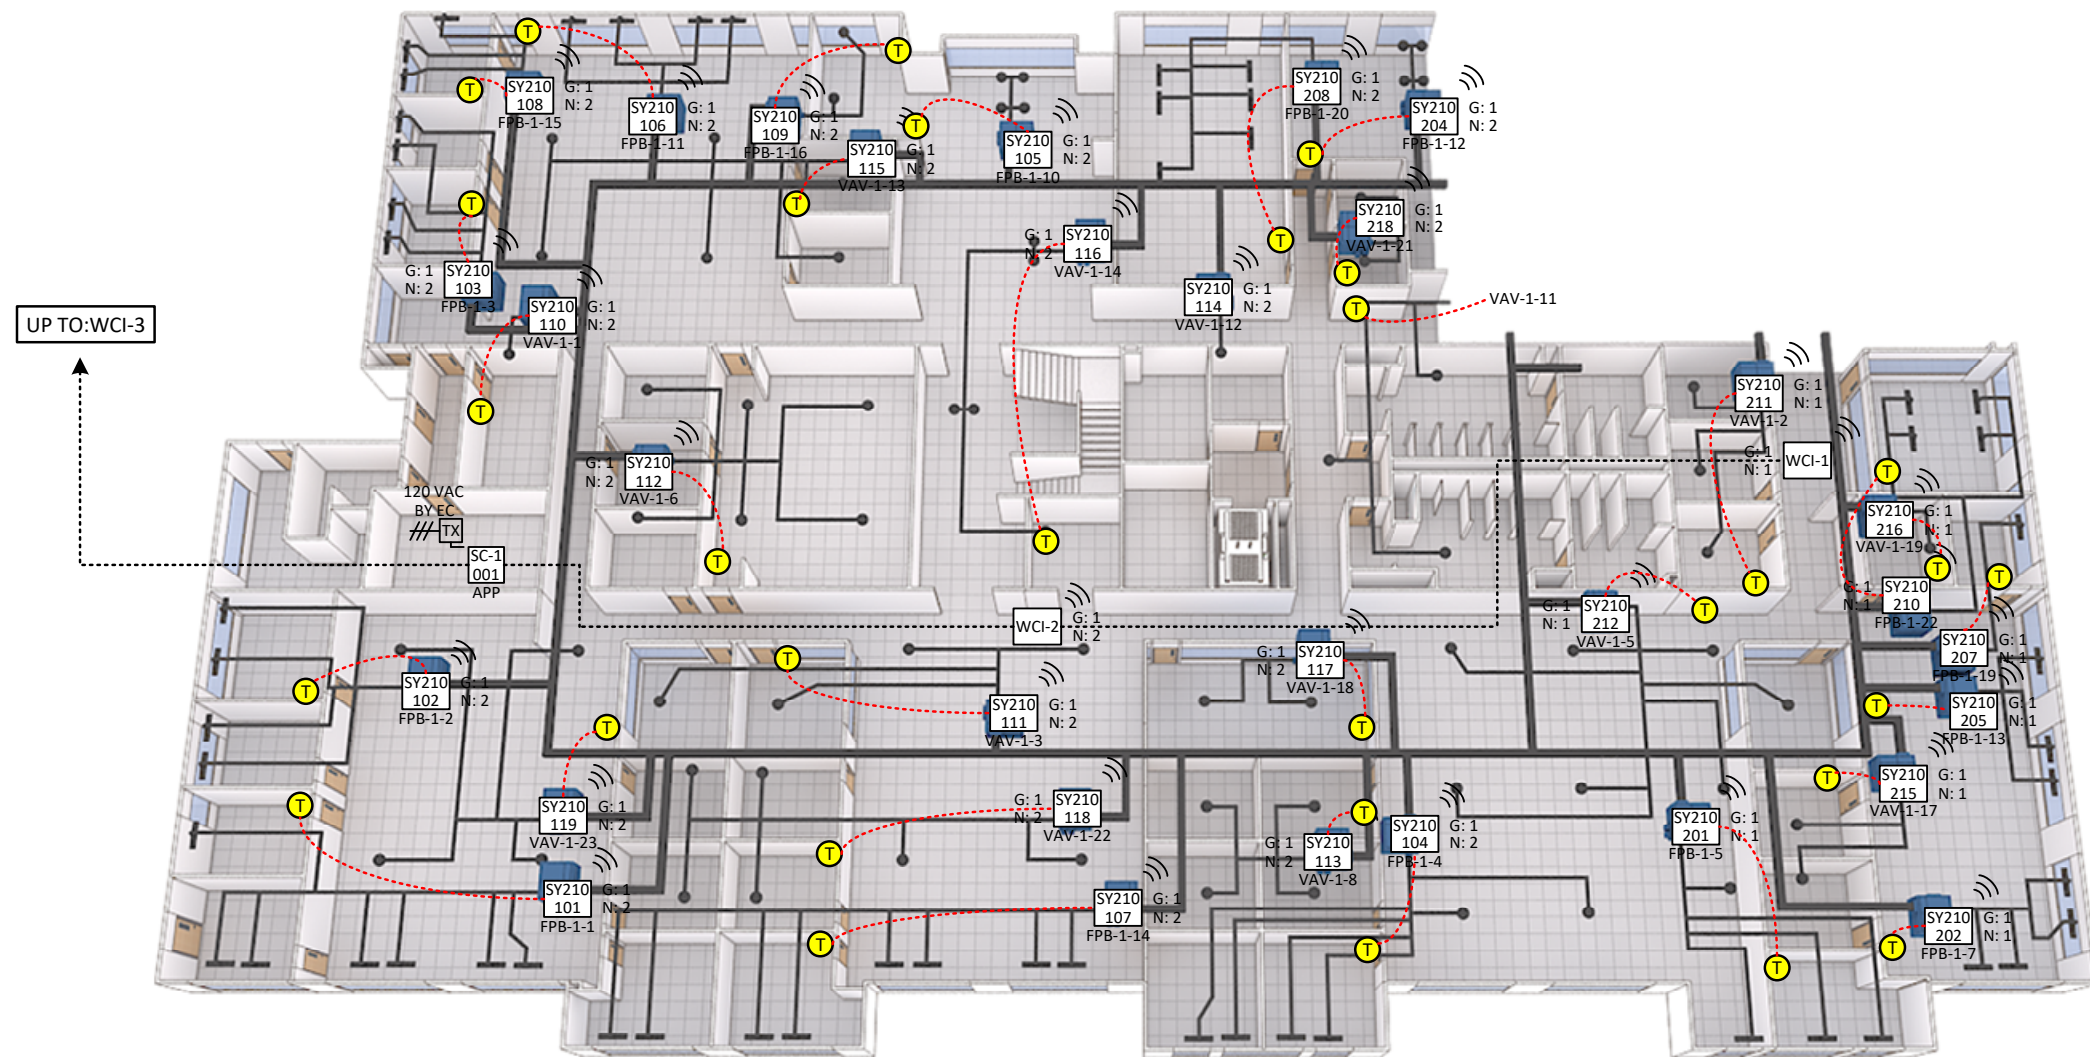 T
T
SY210
108
G: 1
N: 2
FPB-1-15
T
SY210
106
G: 1
N: 2
FPB-1-11
T
SY210
109
G: 1
N: 2
FPB-1-16
T
SY210
115
G: 1
N: 2
VAV-1-13
T
SY210
105
G: 1
N: 2
FPB-1-10
SY210
208
G: 1
N: 2
FPB-1-20
SY210
204
G: 1
N: 2
FPB-1-12
T
T
T
SY210
218
G: 1
N: 2
VAV-1-21
T
T
G: 1
N: 2
SY210
116
VAV-1-14
SY210
114
G: 1
N: 2
VAV-1-12
G: 1
N: 2
SY210
103
FPB-1-3
SY210
110
G: 1
N: 2
VAV-1-1
T
VAV-1-11
UP TO:WCI-3
T
SY210
211
G: 1
N: 1
VAV-1-2
G: 1
N: 1
WCI-1
G: 1
N: 2
SY210
112
VAV-1-6
T
120 VAC
BY EC
TX
SC-1
001
APP
T
T
SY210
216
G: 1
N: 1
VAV-1-19
T
T
T
G: 1
N: 1
SY210
210
FPB-1-22
WCI-2
G: 1
N: 2
G: 1
N: 1
SY210
212
VAV-1-5
T
SY210
207
G: 1
N: 1
FPB-1-19
T
SY210
102
G: 1
N: 2
FPB-1-2
T
SY210
111
G: 1
N: 2
VAV-1-3
G: 1
N: 2
SY210
117
VAV-1-18
T
T
T
SY210
205
G: 1
N: 1
FPB-1-13
T
SY210
215
G: 1
N: 1
VAV-1-17
T
SY210
119
G: 1
N: 2
VAV-1-23
G: 1
N: 2
SY210
118
VAV-1-22
T
T
G: 1
N: 2
SY210
113
VAV-1-8
SY210
104
G: 1
N: 2
FPB-1-4
SY210
201
G: 1
N: 1
FPB-1-5
SY210
101
G: 1
N: 2
FPB-1-1
T
SY210
107
G: 1
N: 2
FPB-1-14
T
T
T
SY210
202
G: 1
N: 1
FPB-1-7